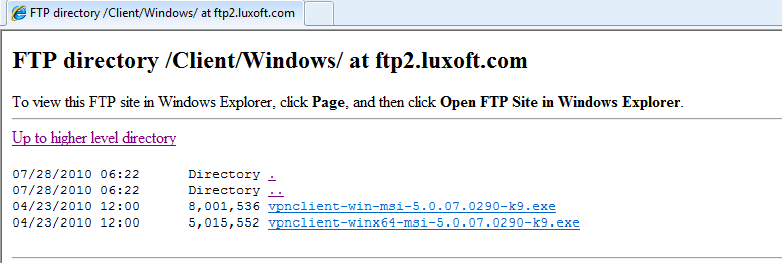 FTP directory /Client/Windows/ at ftp2.luxoft.com
FTP directory /Client/Windows/ at ftp2.luxoft.com
To view this FTP site in Windows Explorer, click Page, and then click Open FTP Site in Windows Explorer.
Up to higher level directory
07/28/2010 06:22 Directory .
07/28/2010 06:22 Directory ..
04/23/2010 12:00 8,001,536 vpnclient-win-msi-5.0.07.0290-k9.exe
04/23/2010 12:00 5,015,552 vpnclient-winx64-msi-5.0.07.0290-k9.exe